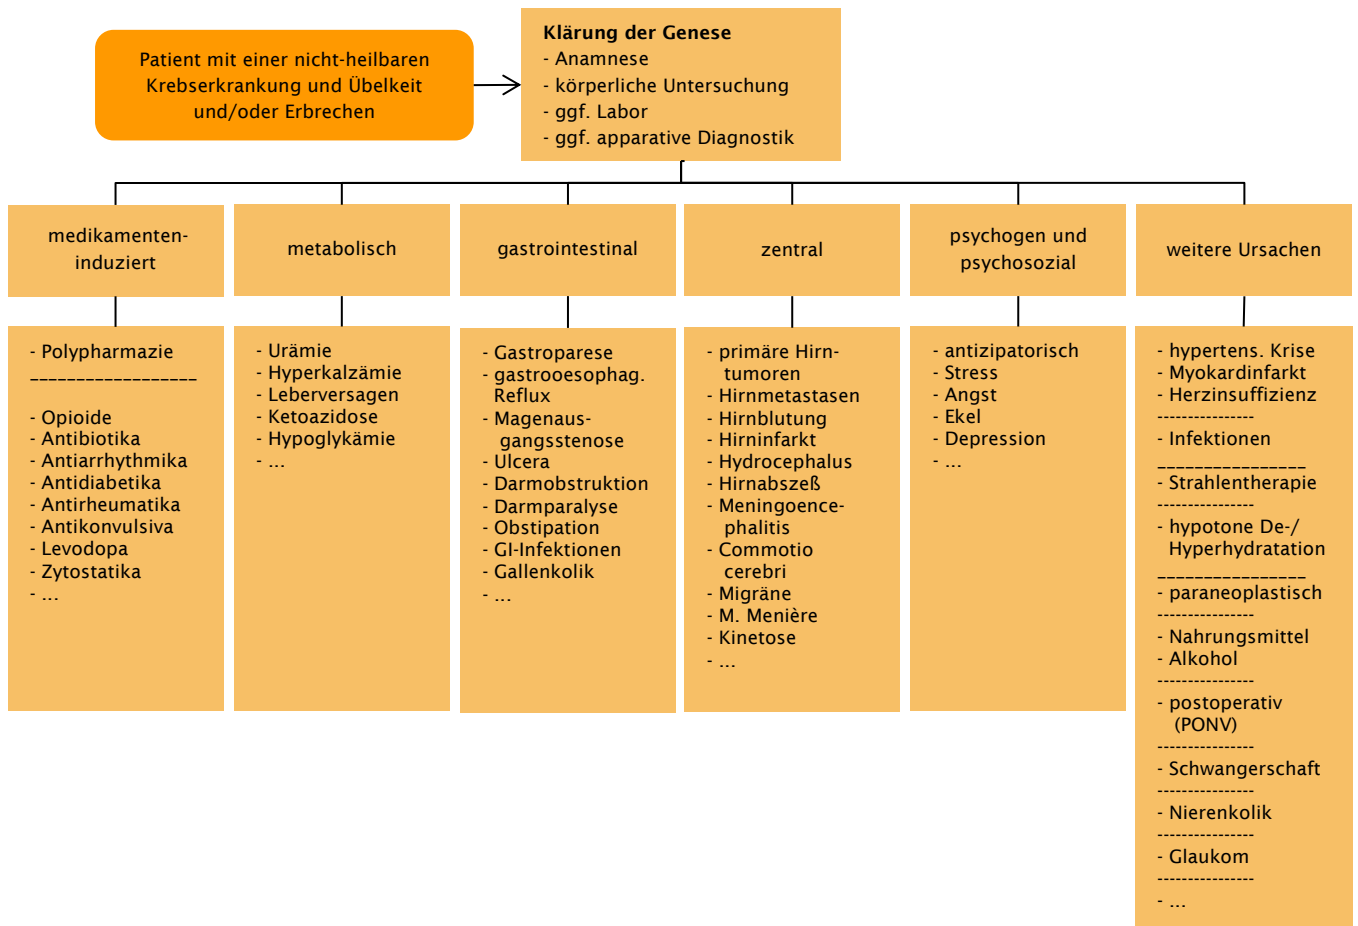 Patient mit einer nicht-heilbaren
Krebserkrankung und Übelkeit
und/oder Erbrechen
Klärung der Genese
- Anamnese
- körperliche Untersuchung
- ggf. Labor
- ggf. apparative Diagnostik
medikamenten-
induziert
metabolisch
gastrointestinal
zentral
psychogen und
psychosozial
weitere Ursachen
- Polypharmazie
__________________
- Opioide
- Antibiotika
- Antiarrhythmika
- Antidiabetika
- Antirheumatika
- Antikonvulsiva
- Levodopa
- Zytostatika
- ...
- Urämie
- Hyperkalzämie
- Leberversagen
- Ketoazidose
- Hypoglykämie
- ...
- Gastroparese
- gastrooesophag.
Reflux
- Magenaus-
gangsstenose
- Ulcera
- Darmobstruktion
- Darmparalyse
- Obstipation
- GI-Infektionen
- Gallenkolik
- ...
- primäre Hirn-
tumoren
- Hirnmetastasen
- Hirnblutung
- Hirninfarkt
- Hydrocephalus
- Hirnabszeß
- Meningoence-
phalitis
- Commotio
cerebri
- Migräne
- M. Menière
- Kinetose
- ...
- antizipatorisch
- Stress
- Angst
- Ekel
- Depression
- ...
- hypertens. Krise
- Myokardinfarkt
- Herzinsuffizienz
----------------
- Infektionen
________________
- Strahlentherapie
----------------
- hypotone De-/
Hyperhydratation
________________
- paraneoplastisch
----------------
- Nahrungsmittel
- Alkohol
----------------
- postoperativ
(PONV)
----------------
- Schwangerschaft
----------------
- Nierenkolik
----------------
- Glaukom
----------------
- ...